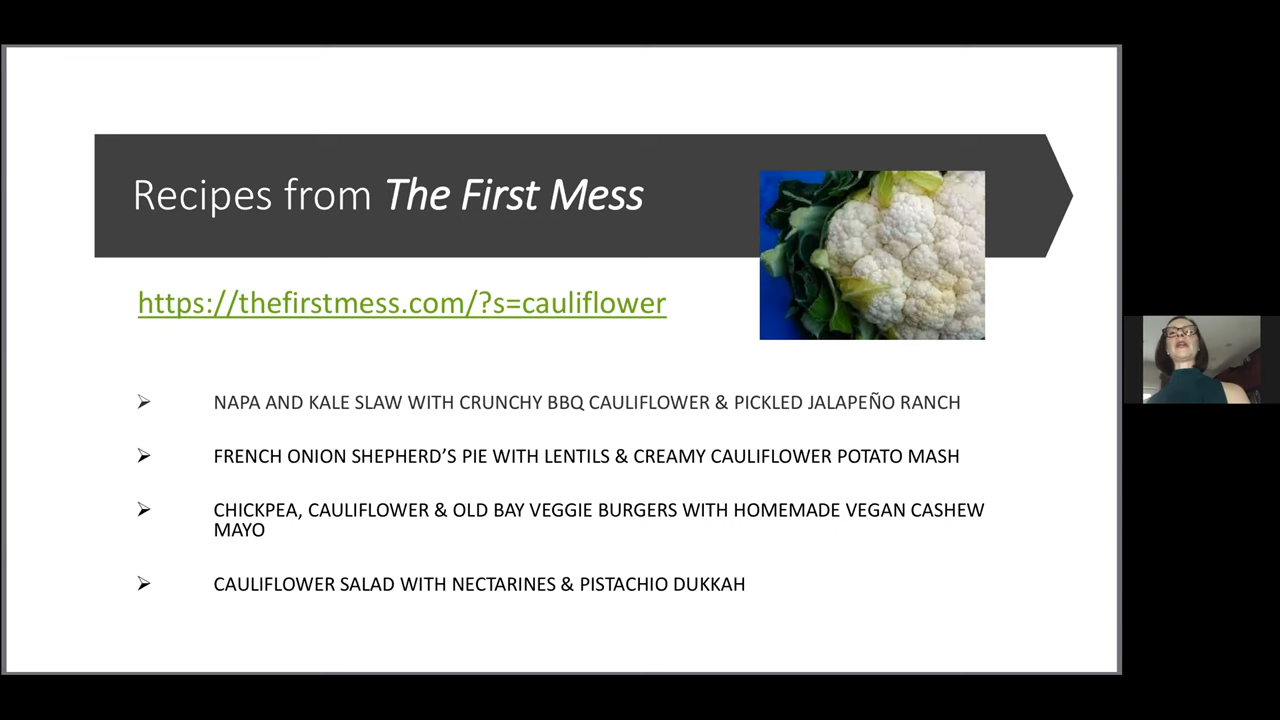 Recipes from The First Mess
https://thefirstmess.com/?s=cauliflower
➢ NAPA AND KALE SLAW WITH CRUNCHY BBQ CAULIFLOWER & PICKLED JALAPEÑO RANCH
➢ FRENCH ONION SHEPHERD’S PIE WITH LENTILS & CREAMY CAULIFLOWER POTATO MASH
➢ CHICKPEA, CAULIFLOWER & OLD BAY VEGGIE BURGERS WITH HOMEMADE VEGAN CASHEW
MAYO
➢ CAULIFLOWER SALAD WITH NECTARINES & PISTACHIO DUKKAH